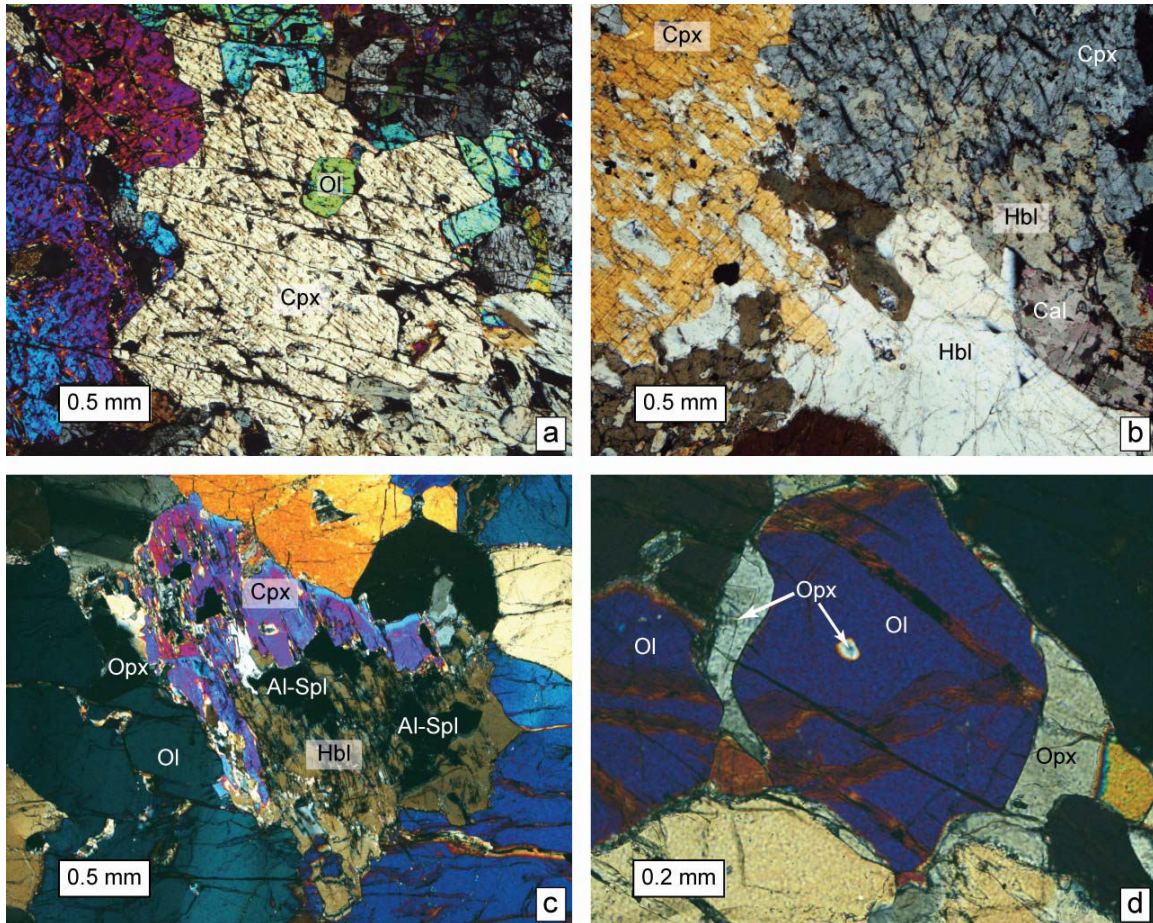 Ol
Cpx
0.5 mm
a
Cpx
Cpx
Hbl
Cal
Hbl
0.5 mm
b
Cpx
Opx
Al-Spl
Al-Spl
Ol
Hbl
0.5 mm
c
Opx
Ol
Ol
Opx
0.2 mm
d